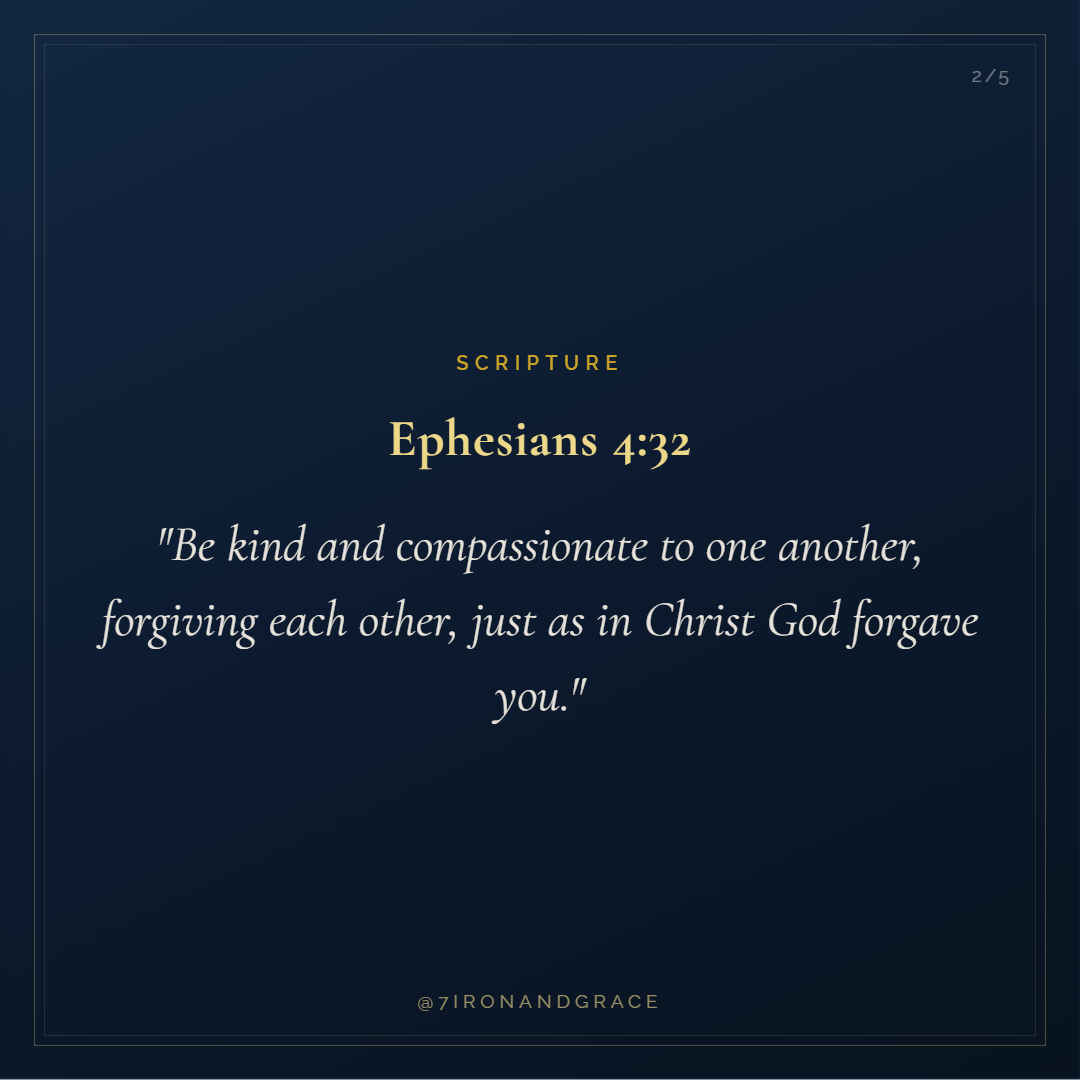 2/5
SCRIPTURE
Ephesians 4:32
"Be kind and compassionate to one another,
forgiving each other, just as in Christ God forgave
you."
@7IRONANDGRACE